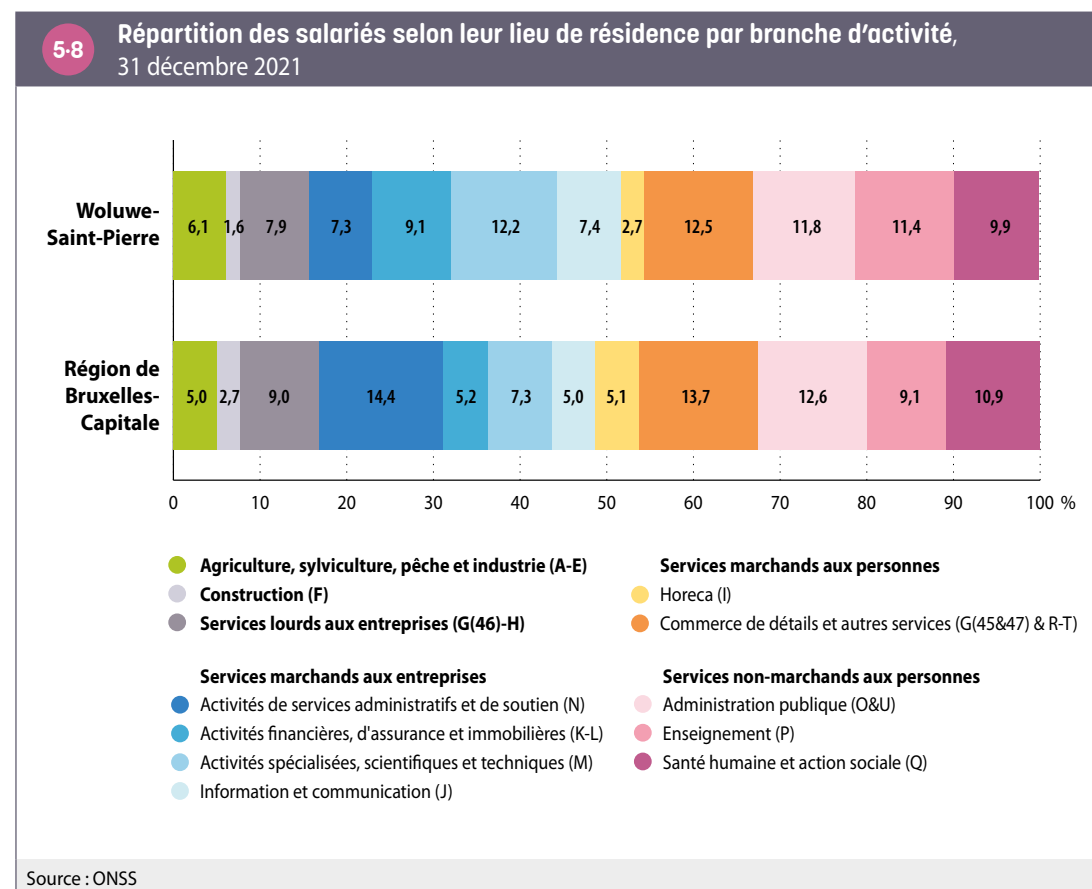 5·8
Répartition des salariés selon leur lieu de résidence par branche d'activité,
31 décembre 2021
Woluwe-
Saint-Pierre
6,1 1,6 7,9 7,3 9,1 12,2 7,4 2,7 12,5 11,8 11,4 9,9
Région de
Bruxelles-
Capitale
5,0 2,7 9,0 14,4 5,2 7,3 5,0 5,1 13,7 12,6 9,1 10,9
0 10 20 30 40 50 60 70 80 90 100 %
Agriculture, sylviculture, pêche et industrie (A-E)
Construction (F)
Services lourds aux entreprises (G(46)-H)
Services marchands aux personnes
Horeca (I)
Commerce de détails et autres services (G(45&47) & R-T)
Services marchands aux entreprises
Activités de services administratifs et de soutien (N)
Activités financières, d'assurance et immobilières (K-L)
Activités spécialisées, scientifiques et techniques (M)
Information et communication (J)
Services non-marchands aux personnes
Administration publique (O&U)
Enseignement (P)
Santé humaine et action sociale (Q)
Source : ONSS